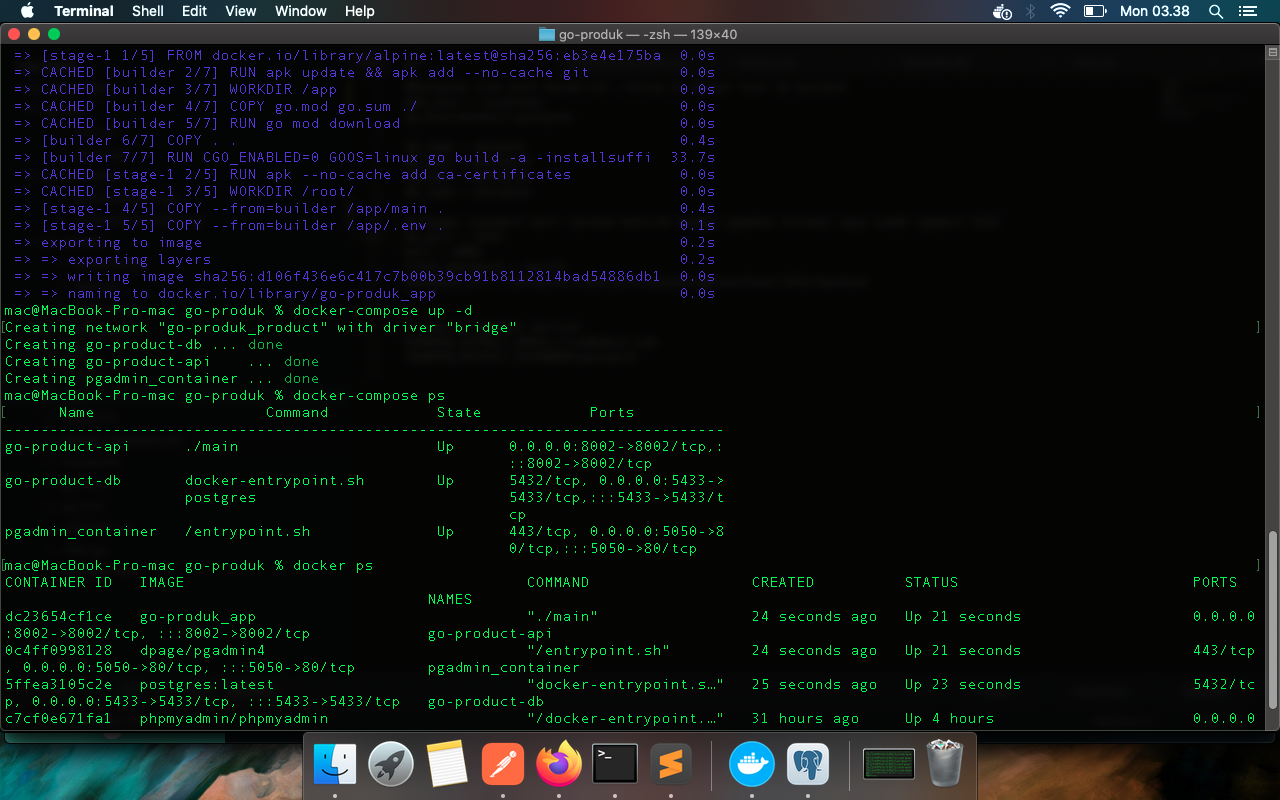 Terminal Shell Edit View Window Help Mon 03.38
go-produk — -zsh — 139×40
=> [stage-1 1/5] FROM docker.io/library/alpine:latest@sha256:eb3e4e175ba 0.0s
=> CACHED [builder 2/7] RUN apk update && apk add --no-cache git 0.0s
=> CACHED [builder 3/7] WORKDIR /app 0.0s
=> CACHED [builder 4/7] COPY go.mod go.sum ./ 0.0s
=> CACHED [builder 5/7] RUN go mod download 0.0s
=> [builder 6/7] COPY . . 0.4s
=> [builder 7/7] RUN CGO_ENABLED=0 GOOS=linux go build -a -installsuffi 33.7s
=> CACHED [stage-1 2/5] RUN apk --no-cache add ca-certificates 0.0s
=> CACHED [stage-1 3/5] WORKDIR /root/ 0.0s
=> [stage-1 4/5] COPY --from=builder /app/main . 0.4s
=> [stage-1 5/5] COPY --from=builder /app/.env . 0.1s
=> exporting to image 0.2s
=> => exporting layers 0.2s
=> => writing image sha256:d106f436e6c417c7b00b39cb91b8112814bad54886db1 0.0s
=> => naming to docker.io/library/go-produk_app 0.0s
mac@MacBook-Pro-mac go-produk % docker-compose up -d
[Creating network "go-produk_product" with driver "bridge" ]
Creating go-product-db ... done
Creating go-product-api ... done
Creating pgadmin_container ... done
mac@MacBook-Pro-mac go-produk % docker-compose ps
[ Name Command State Ports ]
--------------------------------------------------------------------------------
go-product-api ./main Up 0.0.0.0:8002->8002/tcp,:
::8002->8002/tcp
go-product-db docker-entrypoint.sh Up 5432/tcp, 0.0.0.0:5433->
postgres 5433/tcp,:::5433->5433/t
cp
pgadmin_container /entrypoint.sh Up 443/tcp, 0.0.0.0:5050->8
0/tcp,:::5050->80/tcp
[mac@MacBook-Pro-mac go-produk % docker ps ]
CONTAINER ID IMAGE COMMAND CREATED STATUS PORTS
NAMES
dc23654cf1ce go-produk_app "./main" 24 seconds ago Up 21 seconds 0.0.0.0
:8002->8002/tcp, :::8002->8002/tcp go-product-api
0c4ff0998128 dpage/pgadmin4 "/entrypoint.sh" 24 seconds ago Up 21 seconds 443/tcp
, 0.0.0.0:5050->80/tcp, :::5050->80/tcp pgadmin_container
5ffea3105c2e postgres:latest "docker-entrypoint.s…" 25 seconds ago Up 23 seconds 5432/tc
p, 0.0.0.0:5433->5433/tcp, :::5433->5433/tcp go-product-db
c7cf0e671fa1 phpmyadmin/phpmyadmin "/docker-entrypoint.…" 31 hours ago Up 4 hours 0.0.0.0